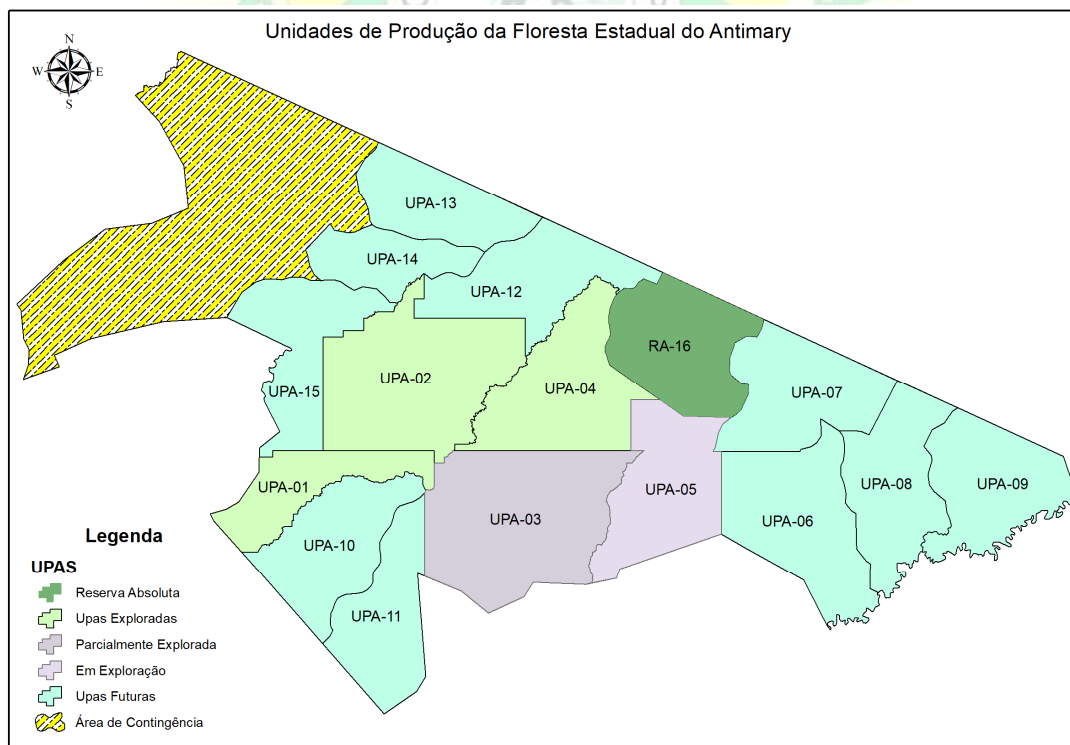 Unidades de Produção da Floresta Estadual do Antimary
N
W E
S
UPA-13
UPA-14
UPA-12
RA-16
UPA-02
UPA-04
UPA-15
UPA-07
UPA-01
UPA-05
UPA-08
UPA-09
UPA-03
UPA-06
UPA-10
UPA-11
Legenda
UPAS
Reserva Absoluta
Upas Exploradas
Parcialmente Explorada
Em Exploração
Upas Futuras
Área de Contingência